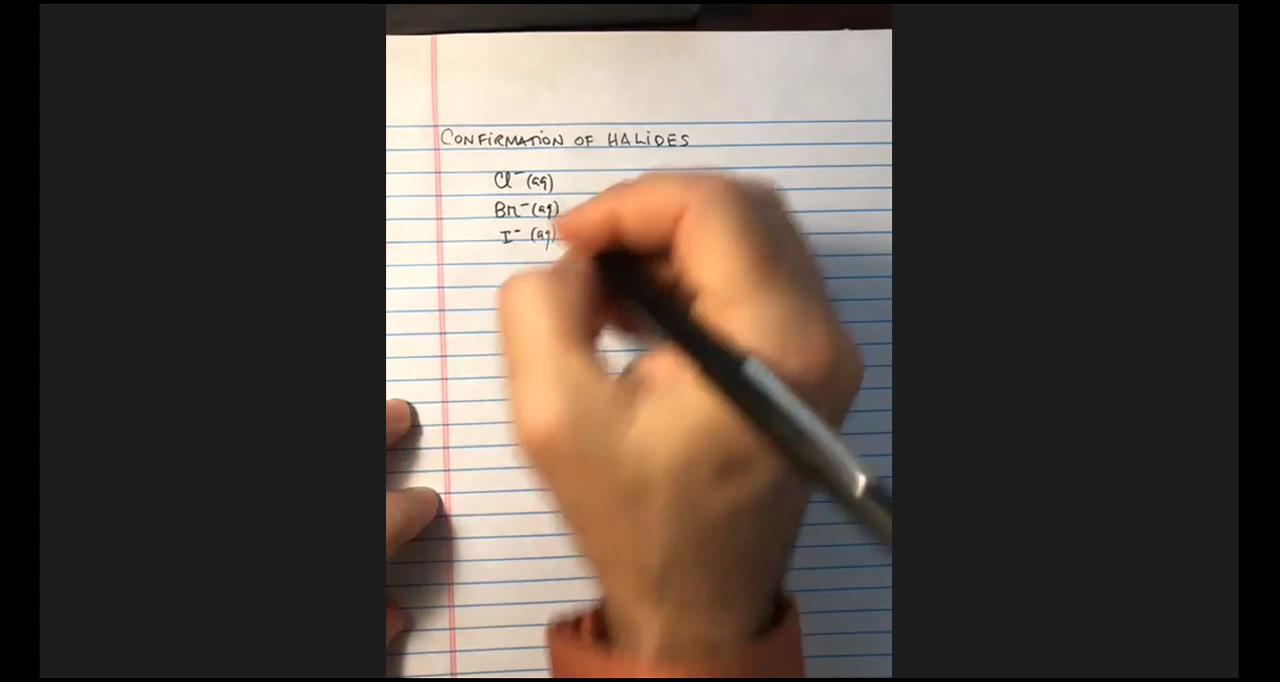 CONFIRMATION OF HALIDES
Cl⁻ (aq)
Br⁻ (aq)
I⁻ (aq)